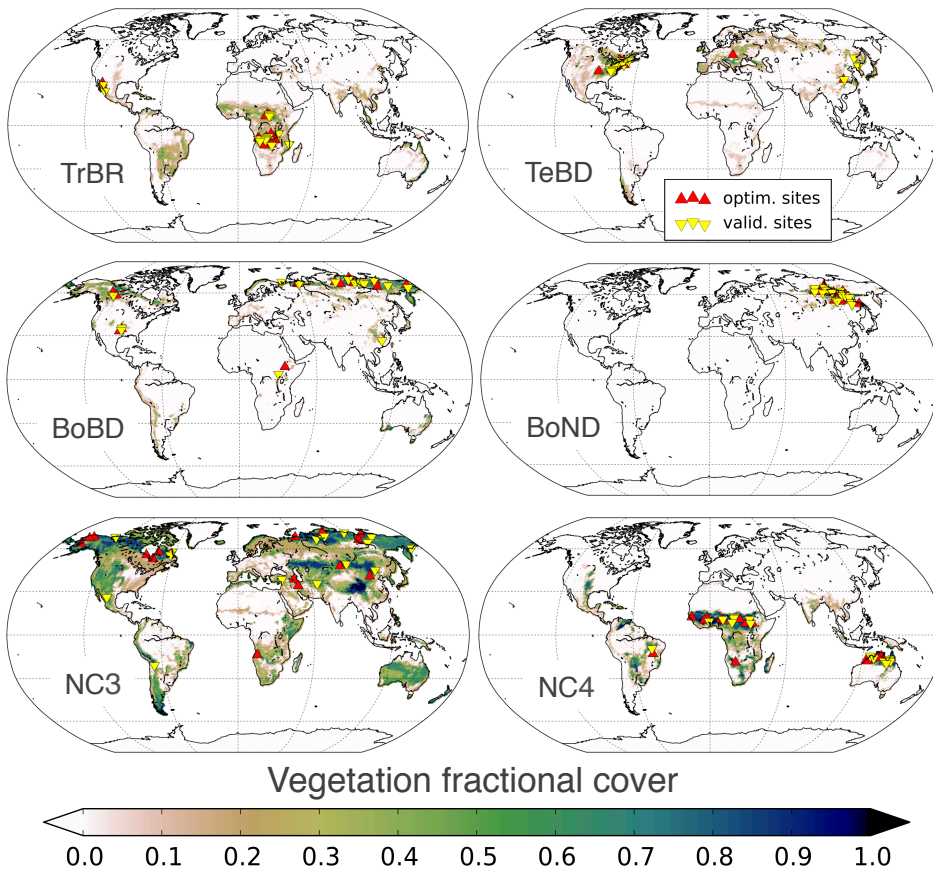 TrBR
TeBD
optim. sites
valid. sites
BoBD
BoND
NC3
NC4
Vegetation fractional cover
0.0 0.1 0.2 0.3 0.4 0.5 0.6 0.7 0.8 0.9 1.0